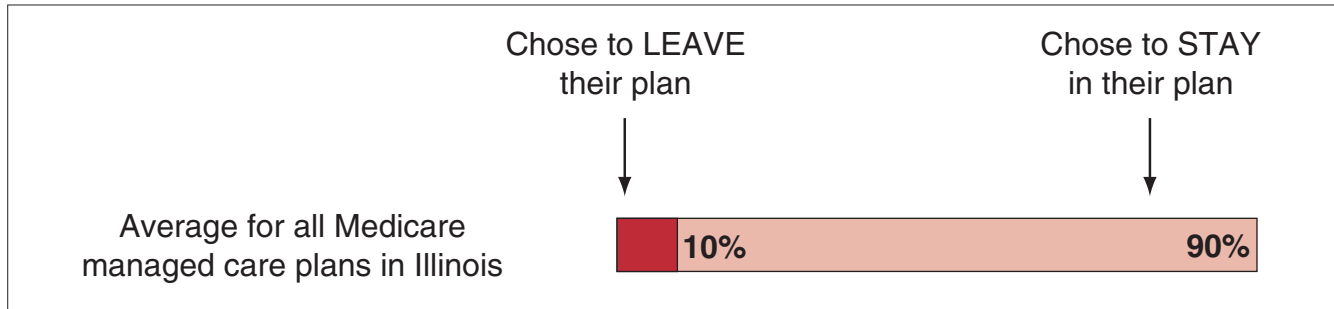 Chose to LEAVE
their plan
Chose to STAY
in their plan
Average for all Medicare
managed care plans in Illinois
10%
90%